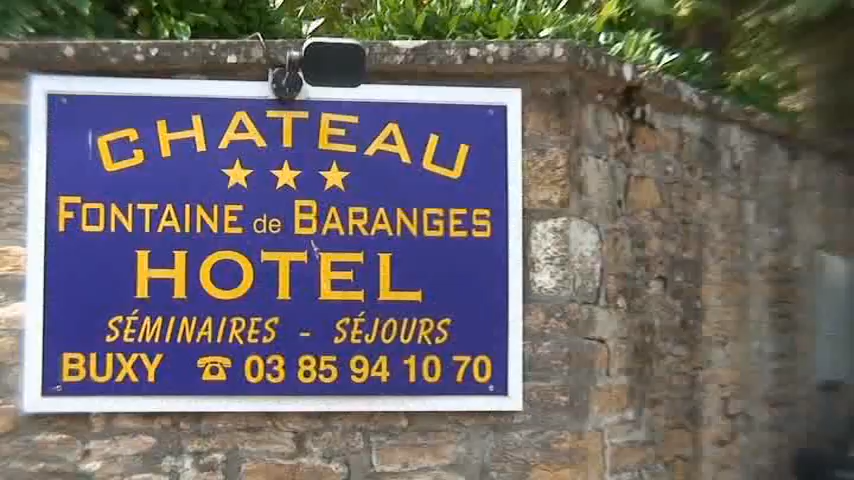 CHATEAU
★★★
FONTAINE de BARANGES
HOTEL
SÉMINAIRES - SÉJOURS
BUXY ☎ 03 85 94 10 70